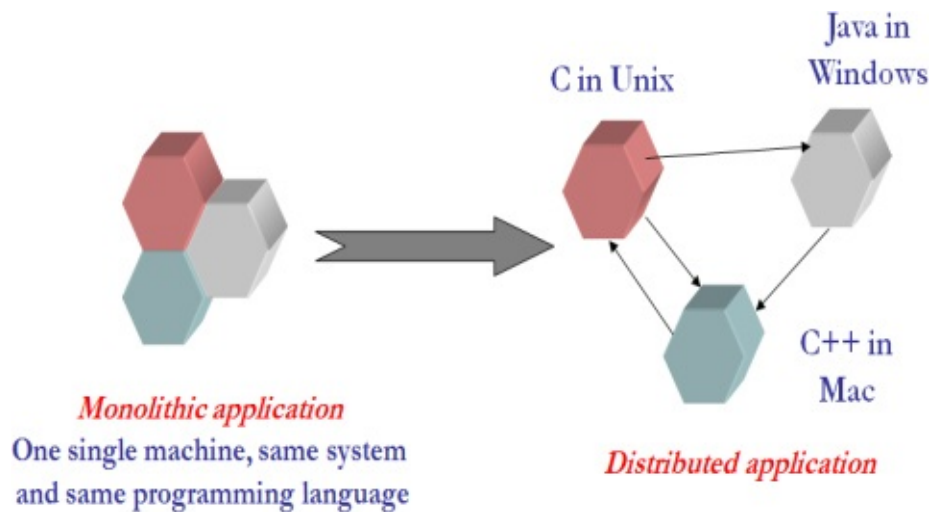 Java in
Windows
C in Unix
C++ in
Mac
Monolithic application
One single machine, same system
and same programming language
Distributed application